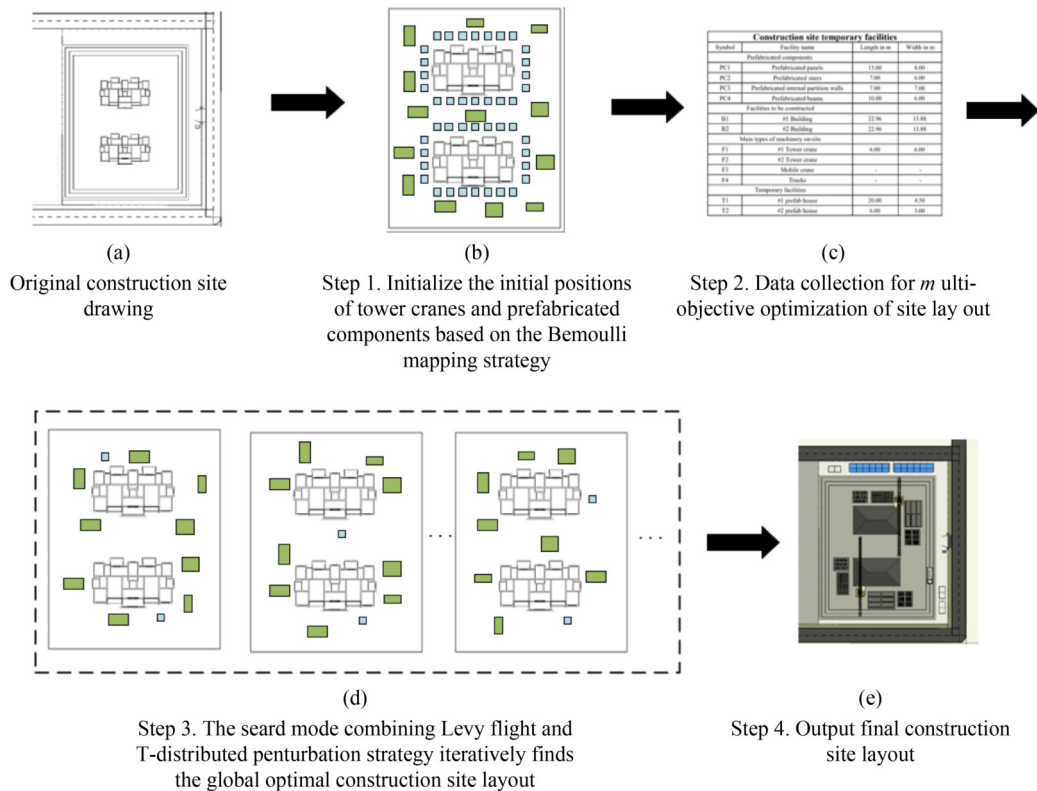 (a)
Original construction site
drawing
(b)
Step 1. Initialize the initial positions
of tower cranes and prefabricated
components based on the Bemoulli
mapping strategy
Construction site temporary facilities
Symbol Facility name Length in m Width in m
Prefabricated components
PC1 Prefabricated panels 13.00 8.00
PC2 Prefabricated stairs 7.00 6.00
PC3 Prefabricated internal partition walls 7.00 7.00
PC4 Prefabricated beams 10.00 6.00
Facilities to be constructed
B1 #1 Building 22.96 13.88
B2 #2 Building 22.96 13.88
Main types of machinery on-site
F1 #1 Tower crane 6.00 6.00
F2 #2 Tower crane
F3 Mobile crane - -
F4 Trucks - -
Temporary facilities
T1 #1 prefab house 20.00 4.50
T2 #2 prefab house 6.00 3.00
(c)
Step 2. Data collection for m ulti-
objective optimization of site lay out
... ...
(d)
Step 3. The seard mode combining Levy flight and
T-distributed penturbation strategy iteratively finds
the global optimal construction site layout
(e)
Step 4. Output final construction
site layout